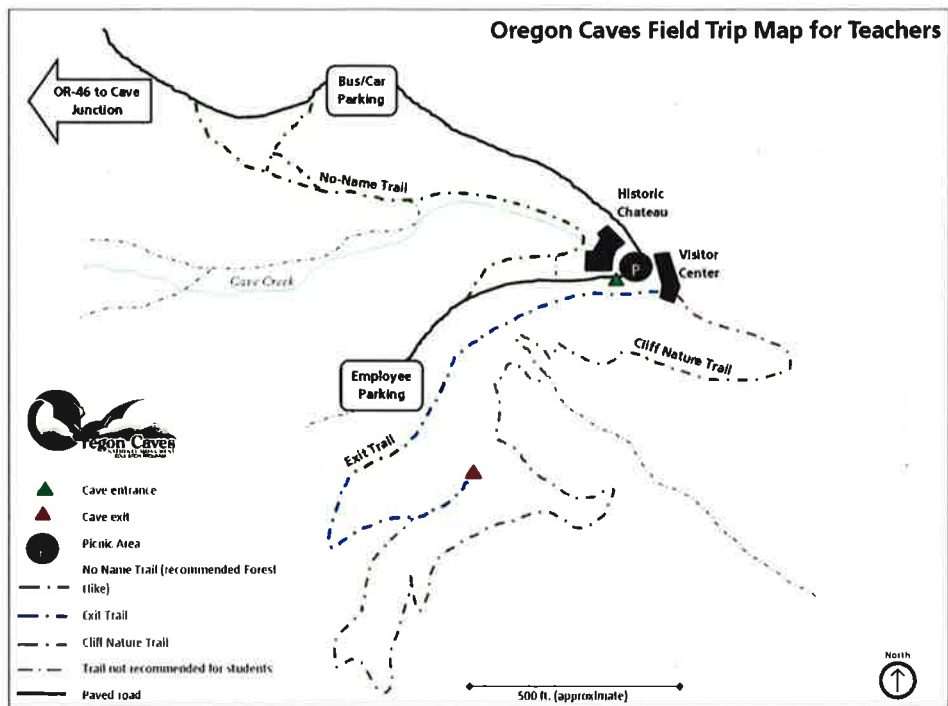 Oregon Caves Field Trip Map for Teachers
OR-46 to Cave
Junction
Bus/Car
Parking
No-Name Trail
Historic
Chateau
P
Visitor
Center
Cave Creek
Cliff Nature Trail
Employee
Parking
Exit Trail
regon Caves
NATIONAL MONUMENT
Cave entrance
Cave exit
Picnic Area
No Name Trail (recommended Forest
Exit Trail
Cliff Nature Trail
Trail not recommended for students
Paved road
500 ft. (approximate)
North